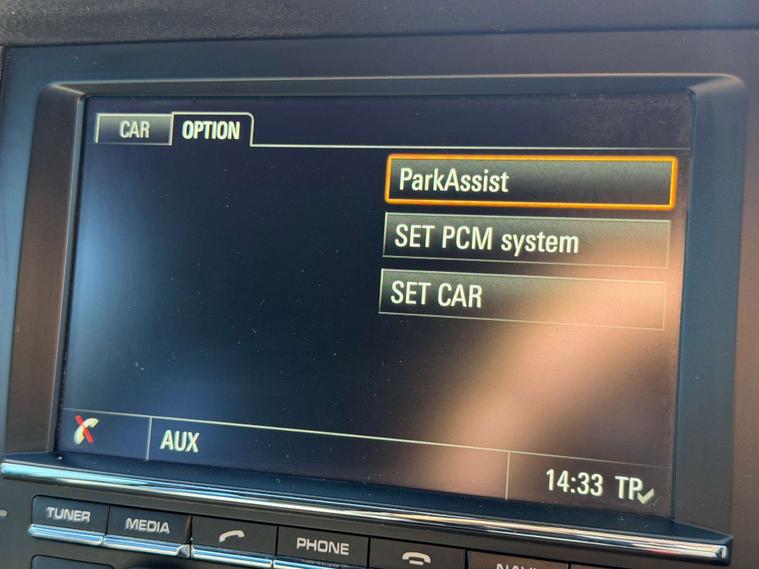 CAR OPTION
ParkAssist
SET PCM system
SET CAR
AUX
14:33 TP
TUNER MEDIA PHONE